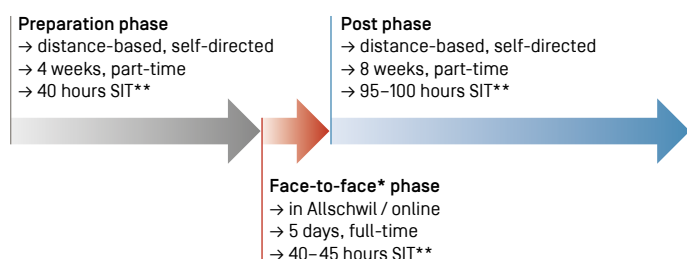 Preparation phase
→ distance-based, self-directed
→ 4 weeks, part-time
→ 40 hours SIT**
Post phase
→ distance-based, self-directed
→ 8 weeks, part-time
→ 95–100 hours SIT**
Face-to-face* phase
→ in Allschwil / online
→ 5 days, full-time
→ 40–45 hours SIT**